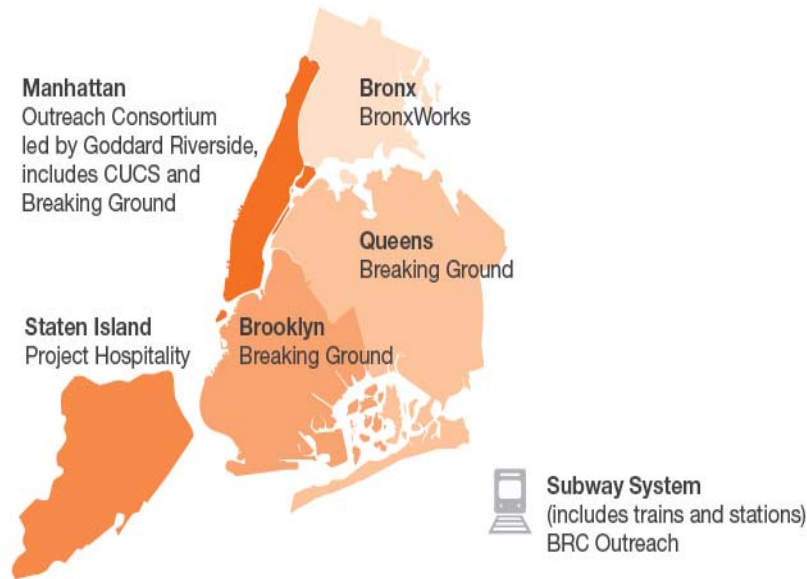 Manhattan
Outreach Consortium
led by Goddard Riverside,
includes CUCS and
Breaking Ground
Bronx
BronxWorks
Queens
Breaking Ground
Staten Island
Project Hospitality
Brooklyn
Breaking Ground
Subway System
(includes trains and stations)
BRC Outreach